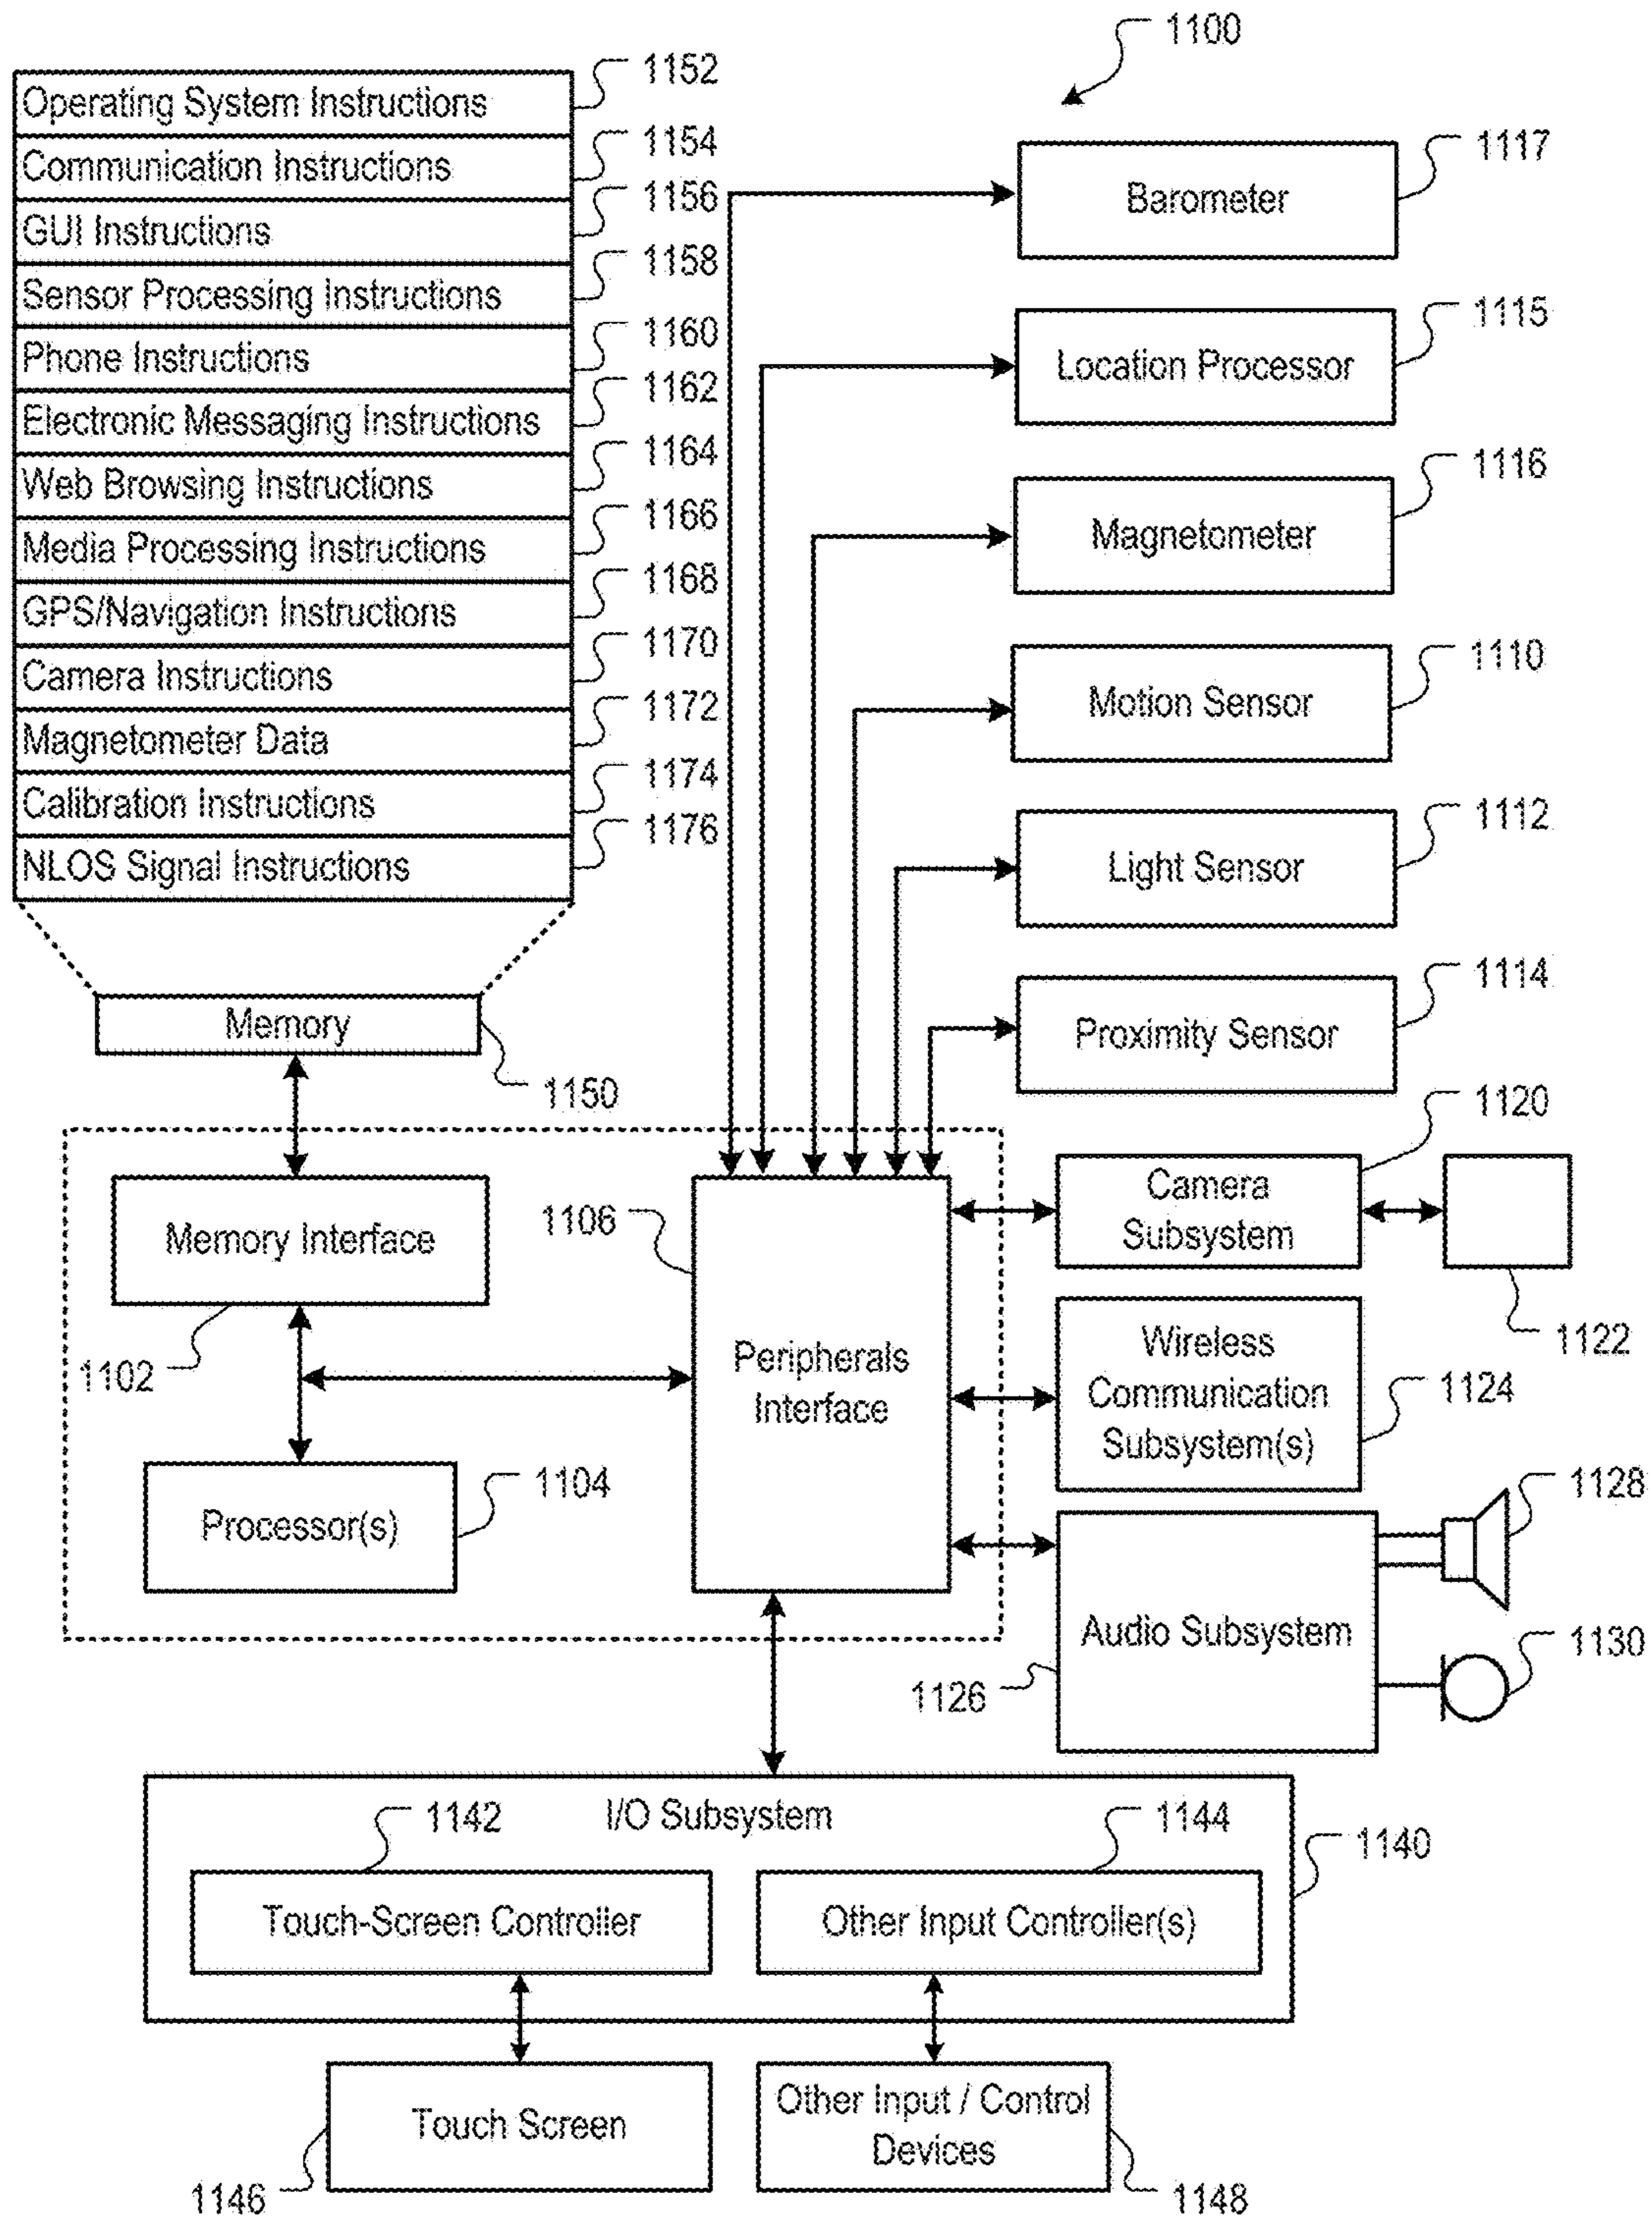 1100
Operating System Instructions
1152
Communication Instructions
1154
GUI Instructions
1156
Sensor Processing Instructions
1158
Phone Instructions
1160
Electronic Messaging Instructions
1162
Web Browsing Instructions
1164
Media Processing Instructions
1166
GPS/Navigation Instructions
1168
Camera Instructions
1170
Magnetometer Data
1172
Calibration Instructions
1174
NLOS Signal Instructions
1176
Memory
1150
Barometer
1117
Location Processor
1115
Magnetometer
1116
Motion Sensor
1110
Light Sensor
1112
Proximity Sensor
1114
Memory Interface
1102
Processor(s)
1104
1106
Peripherals
Interface
Camera
Subsystem
1120
1122
Wireless
Communication
Subsystem(s)
1124
Audio Subsystem
1126
1128
1130
I/O Subsystem
1140
1142
Touch-Screen Controller
1144
Other Input Controller(s)
Touch Screen
1146
Other Input / Control
Devices
1148